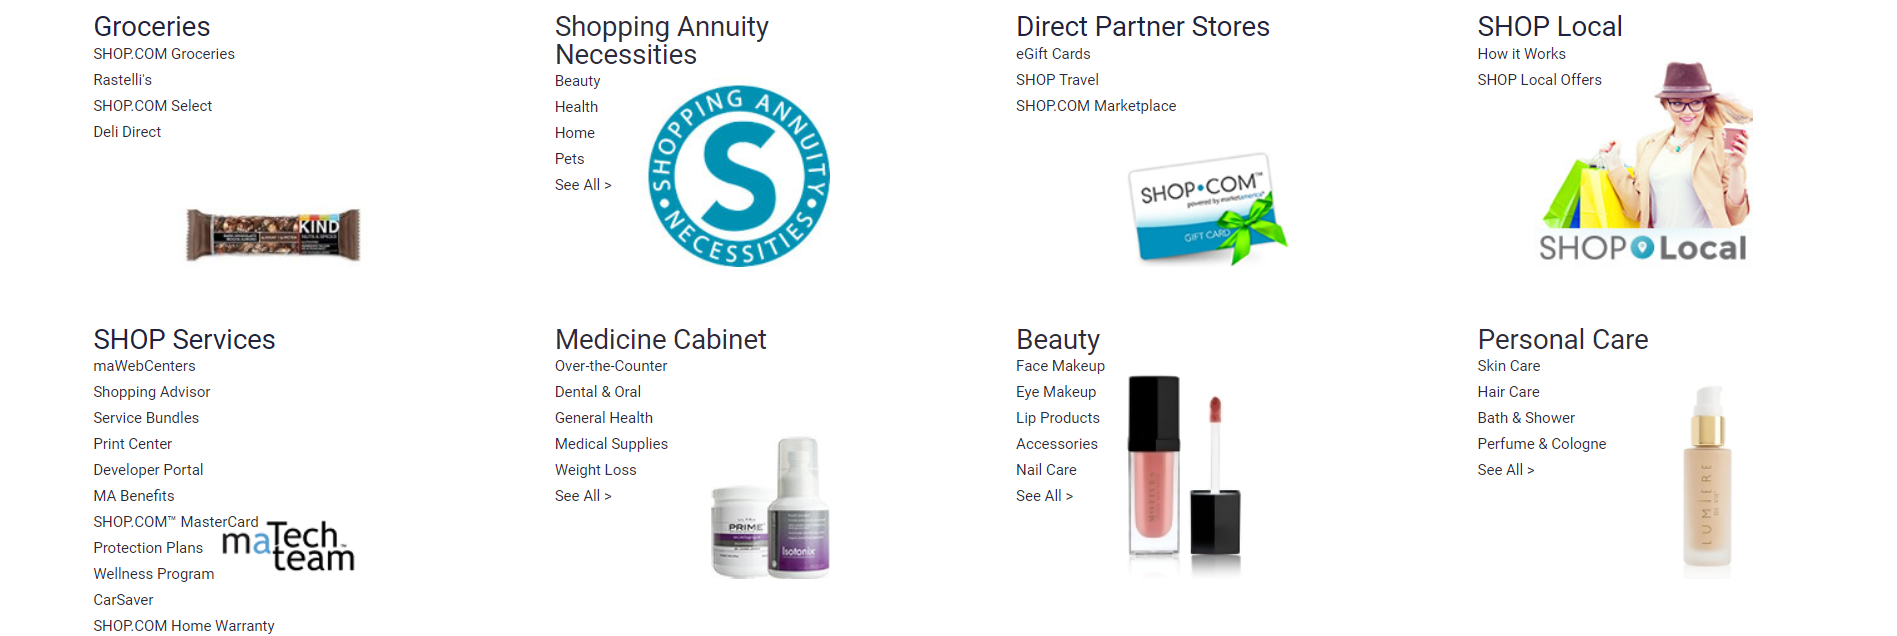 Groceries
SHOP.COM Groceries
Rastelli's
SHOP.COM Select
Deli Direct
KIND
Shopping Annuity
Necessities
Beauty
Health
Home
Pets
See All >
SHOPPING ANNUITY
S
NECESSITIES
Direct Partner Stores
eGift Cards
SHOP Travel
SHOP.COM Marketplace
SHOP•COM™
powered by marketamerica
GIFT CARD
SHOP Local
How it Works
SHOP Local Offers
SHOP Local
SHOP Services
maWebCenters
Shopping Advisor
Service Bundles
Print Center
Developer Portal
MA Benefits
SHOP.COM™ MasterCard
Protection Plans
Wellness Program
CarSaver
SHOP.COM Home Warranty
maTech™
team
Medicine Cabinet
Over-the-Counter
Dental & Oral
General Health
Medical Supplies
Weight Loss
See All >
PRIME
Isotonix
Beauty
Face Makeup
Eye Makeup
Lip Products
Accessories
Nail Care
See All >
Personal Care
Skin Care
Hair Care
Bath & Shower
Perfume & Cologne
See All >
LUMIÈRE